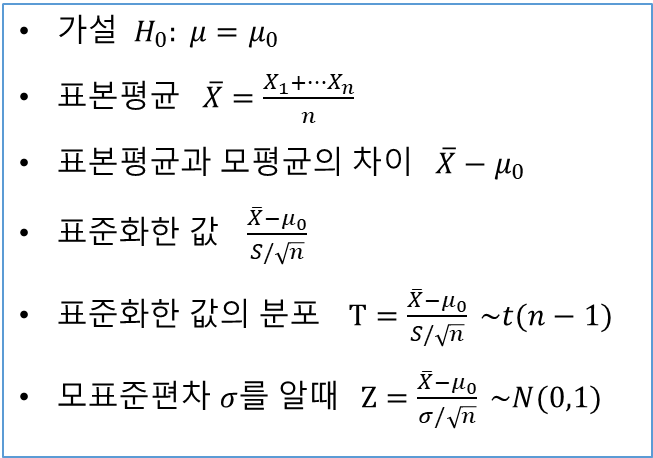 • 가설 H₀: μ = μ₀
• 표본평균 X̄ = (X₁+⋯Xₙ)/n
• 표본평균과 모평균의 차이 X̄ − μ₀
• 표준화한 값 (X̄−μ₀)/(S/√n)
• 표준화한 값의 분포 T = (X̄−μ₀)/(S/√n) ~t(n − 1)
• 모표준편차 σ를 알때 Z = (X̄−μ₀)/(σ/√n) ~N(0,1)